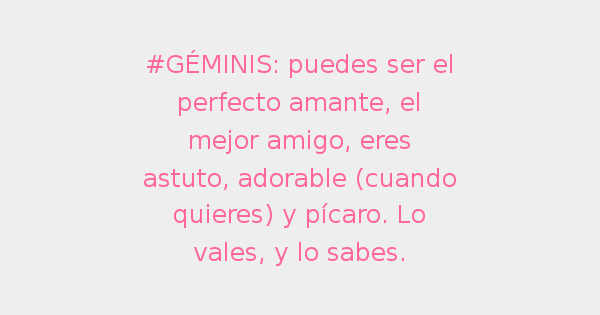 #GÉMINIS: puedes ser el
perfecto amante, el
mejor amigo, eres
astuto, adorable (cuando
quieres) y pícaro. Lo
vales, y lo sabes.